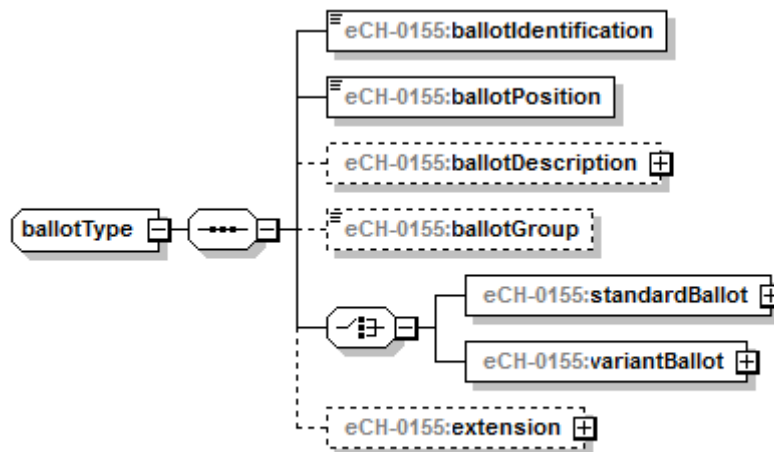 eCH-0155:ballotIdentification
eCH-0155:ballotPosition
eCH-0155:ballotDescription
ballotType
eCH-0155:ballotGroup
eCH-0155:standardBallot
eCH-0155:variantBallot
eCH-0155:extension